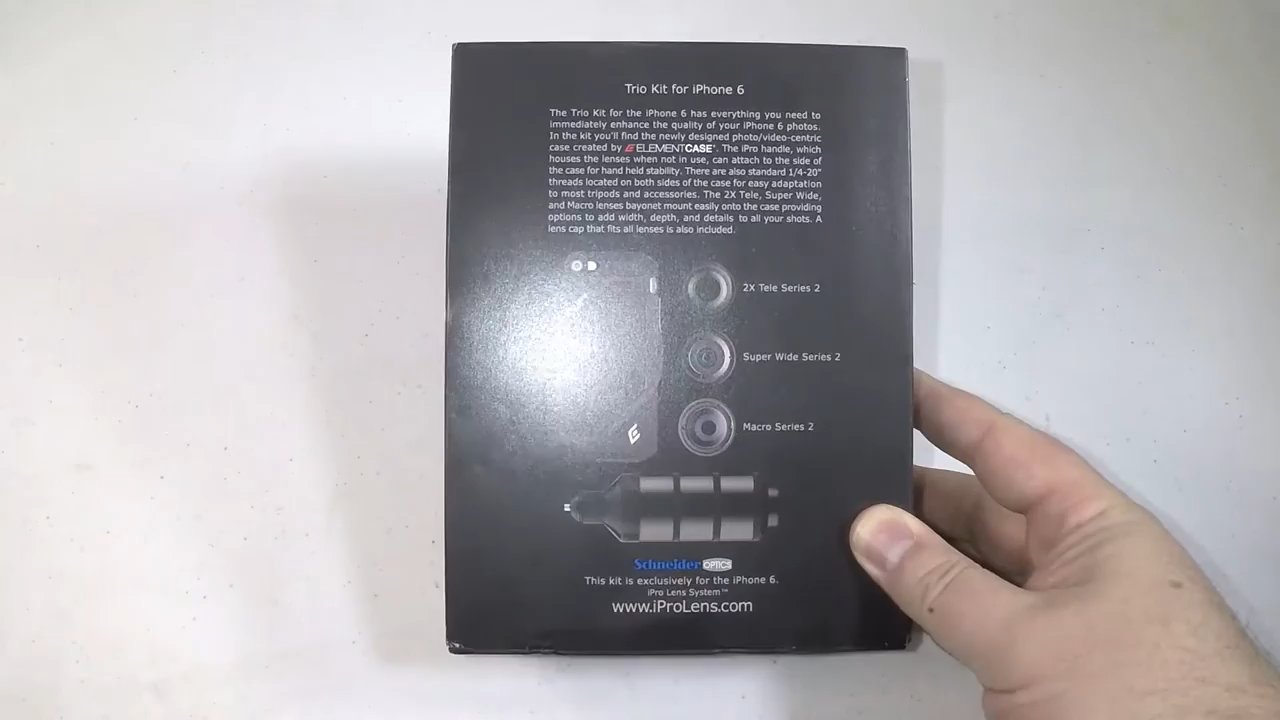 Trio Kit for iPhone 6
The Trio Kit for the iPhone 6 has everything you need to
immediately enhance the quality of your iPhone 6 photos.
In the kit you'll find the newly designed photo/video-centric
case created by ELEMENTCASE®. The iPro handle, which
houses the lenses when not in use, can attach to the side of
the case for hand held stability. There are also standard 1/4-20"
threads located on both sides of the case for easy adaptation
to most tripods and accessories. The 2X Tele, Super Wide,
and Macro lenses bayonet mount easily onto the case providing
options to add width, depth, and details to all your shots. A
lens cap that fits all lenses is also included.
2X Tele Series 2
Super Wide Series 2
Macro Series 2
Schneider OPTICS
This kit is exclusively for the iPhone 6.
iPro Lens System™
www.iProLens.com